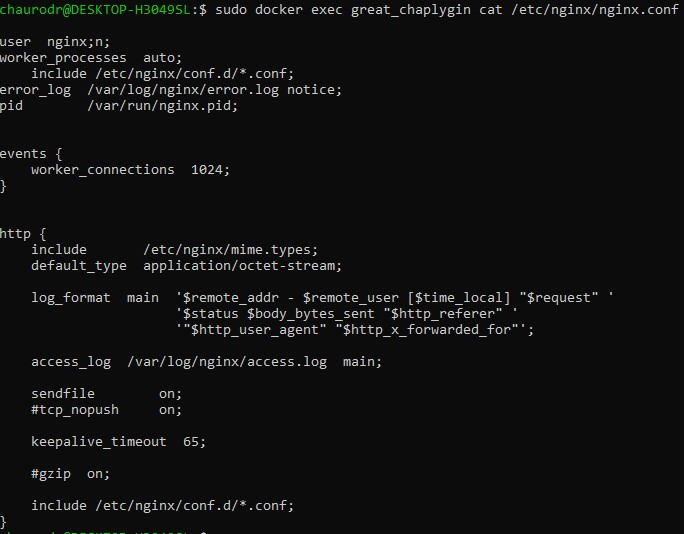 chaurodr@DESKTOP-H3049SL:$ sudo docker exec great_chaplygin cat /etc/nginx/nginx.conf
user  nginx;n;
worker_processes  auto;
    include /etc/nginx/conf.d/*.conf;
error_log  /var/log/nginx/error.log notice;
pid        /var/run/nginx.pid;
events {
    worker_connections  1024;
}
http {
    include       /etc/nginx/mime.types;
    default_type  application/octet-stream;
    log_format  main  '$remote_addr - $remote_user [$time_local] "$request" '
                      '$status $body_bytes_sent "$http_referer" '
                      '"$http_user_agent" "$http_x_forwarded_for"';
    access_log  /var/log/nginx/access.log  main;
    sendfile        on;
    #tcp_nopush     on;
    keepalive_timeout  65;
    #gzip  on;
    include /etc/nginx/conf.d/*.conf;
}